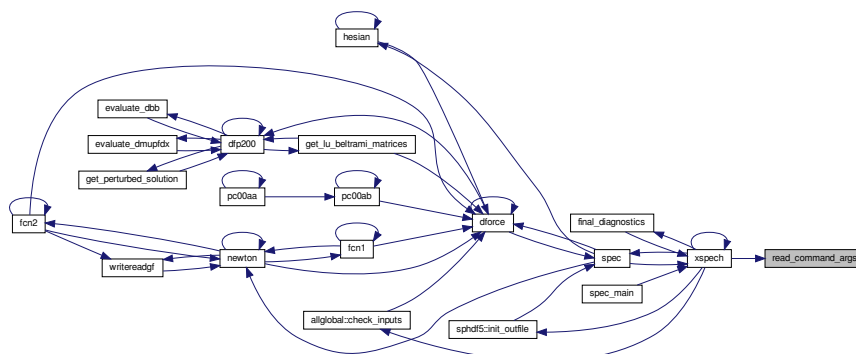 hesian
evaluate_dbb
evaluate_dmupfdx
dfp200
get_lu_beltrami_matrices
get_perturbed_solution
pc00aa
pc00ab
fcn2
dforce
final_diagnostics
fcn1
writereadgf
newton
spec
xspech
read_command_args
spec_main
allglobal::check_inputs
sphdf5::init_outfile